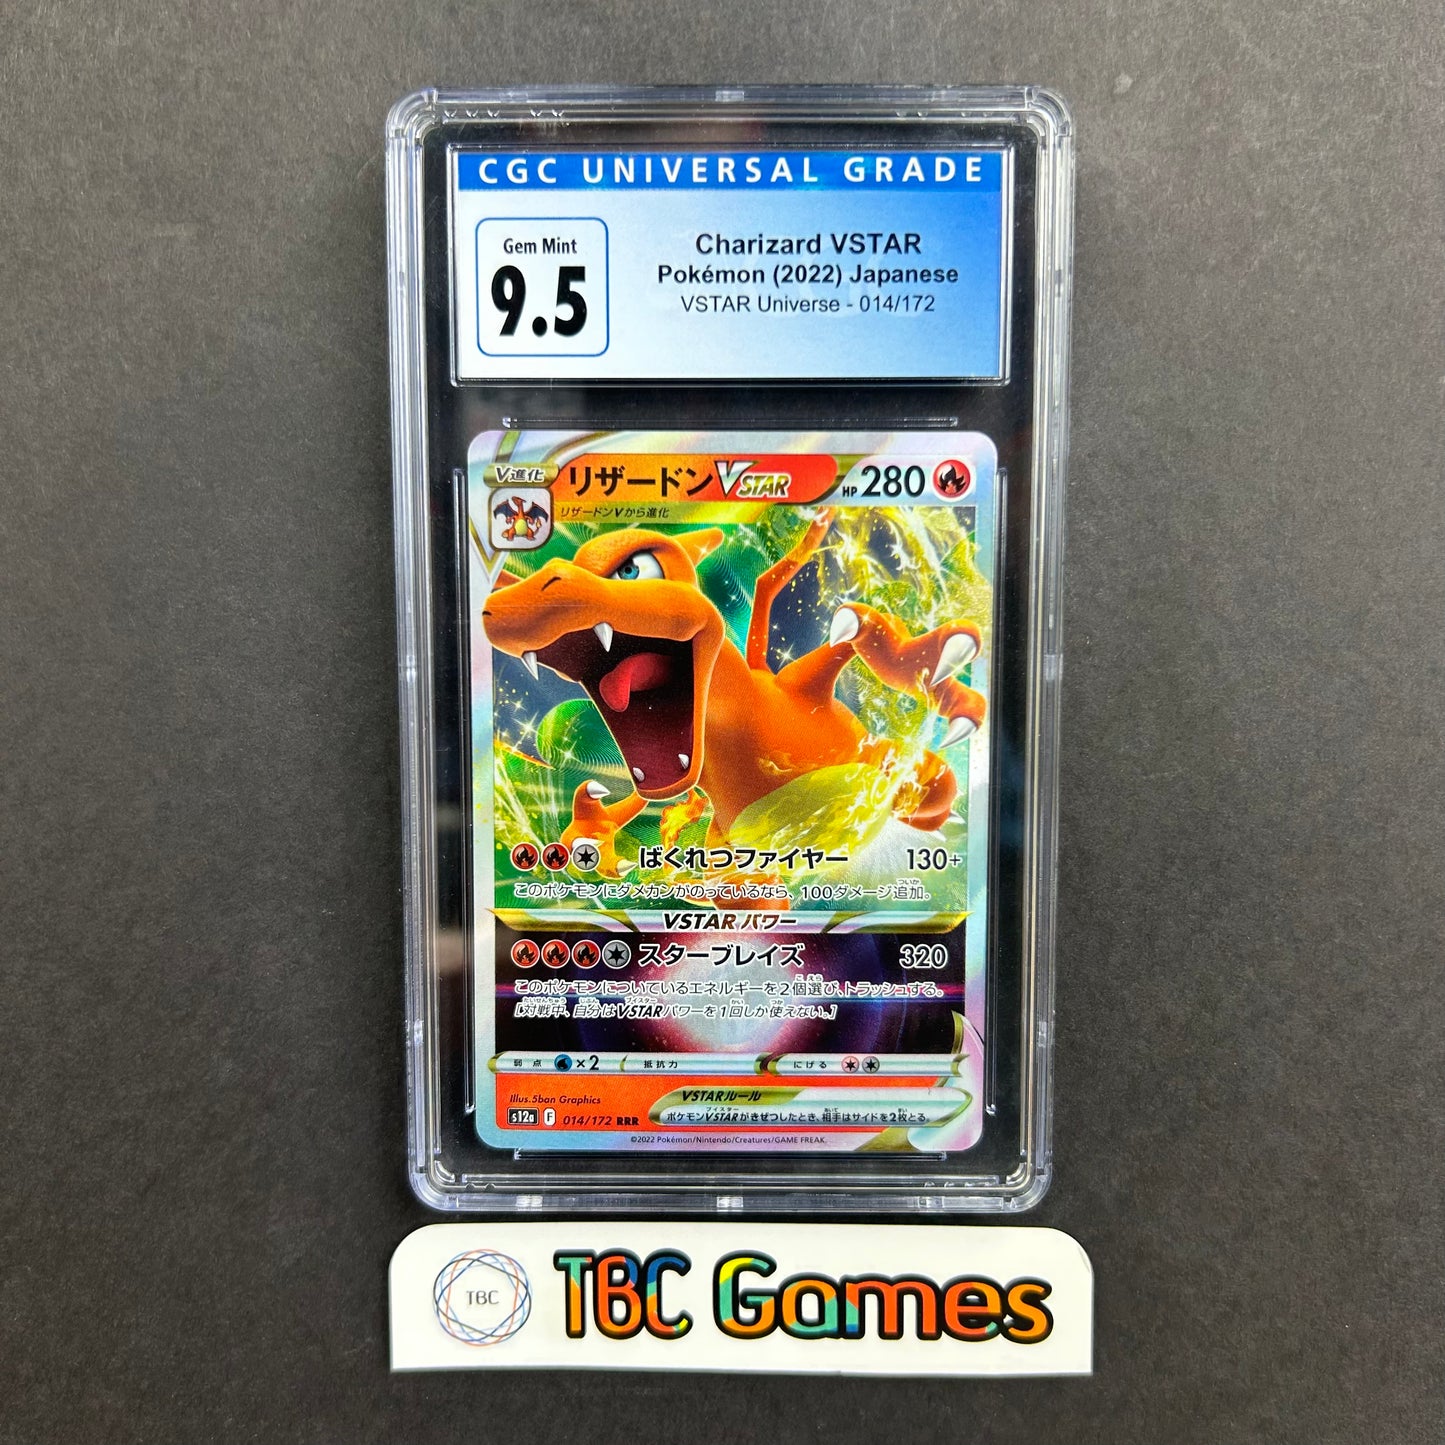 CGC UNIVERSAL GRADE
Gem Mint
9.5
Charizard VSTAR
Pokémon (2022) Japanese
VSTAR Universe - 014/172
V進化
リザードンVSTAR
HP 280
リザードンVから進化
ばくれつファイヤー 130+
このポケモンにダメカンがのっているなら、100ダメージ追加。
VSTARパワー
スターブレイズ 320
このポケモンについているエネルギーを2個選び、トラッシュする。
[対戦中、自分はVSTARパワーを1回しか使えない。]
弱点 ×2 抵抗力 にげる
Illus.5ban Graphics
s12a F 014/172 RRR
VSTARルール
ポケモンVSTARがきぜつしたとき、相手はサイドを2枚とる。
©2022 Pokémon/Nintendo/Creatures/GAME FREAK.
TBC
TBC Games